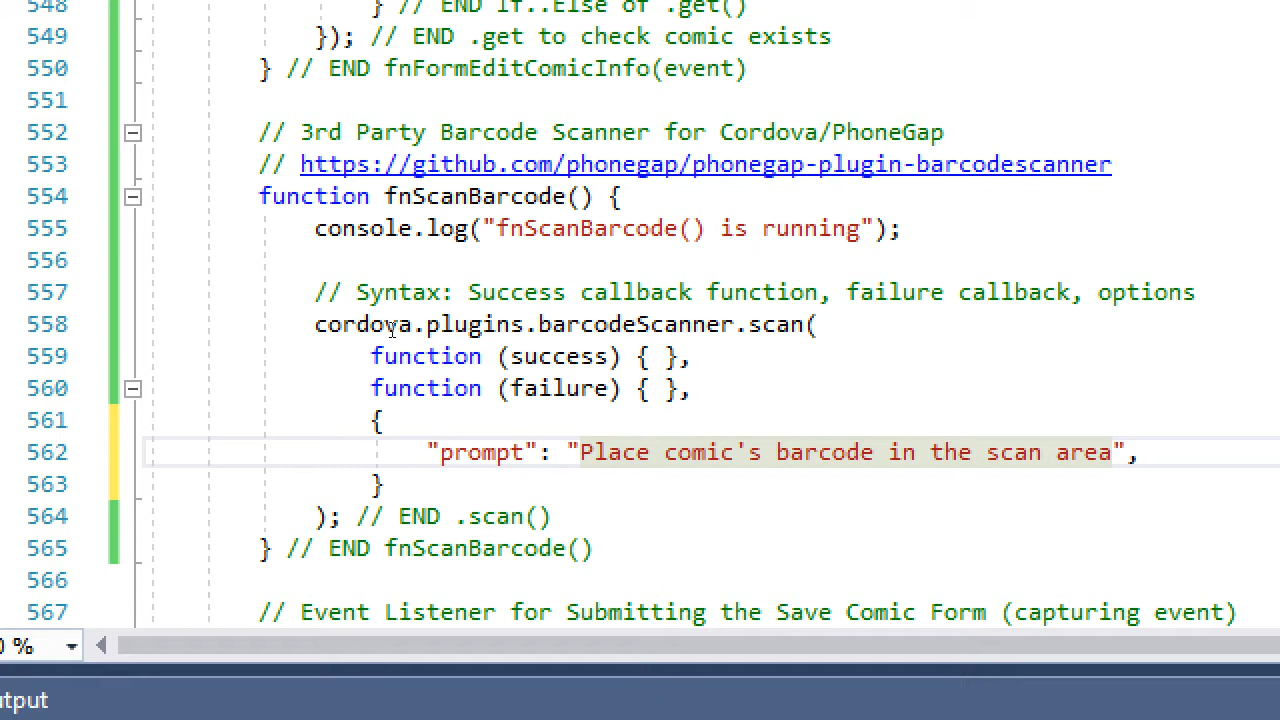 548 } // END If..Else of .get()
549 }); // END .get to check comic exists
550 } // END fnFormEditComicInfo(event)
551
552 // 3rd Party Barcode Scanner for Cordova/PhoneGap
553 // https://github.com/phonegap/phonegap-plugin-barcodescanner
554 function fnScanBarcode() {
555 console.log("fnScanBarcode() is running");
556
557 // Syntax: Success callback function, failure callback, options
558 cordova.plugins.barcodeScanner.scan(
559 function (success) { },
560 function (failure) { },
561 {
562 "prompt": "Place comic's barcode in the scan area",
563 }
564 ); // END .scan()
565 } // END fnScanBarcode()
566
567 // Event Listener for Submitting the Save Comic Form (capturing event)
0 %
utput